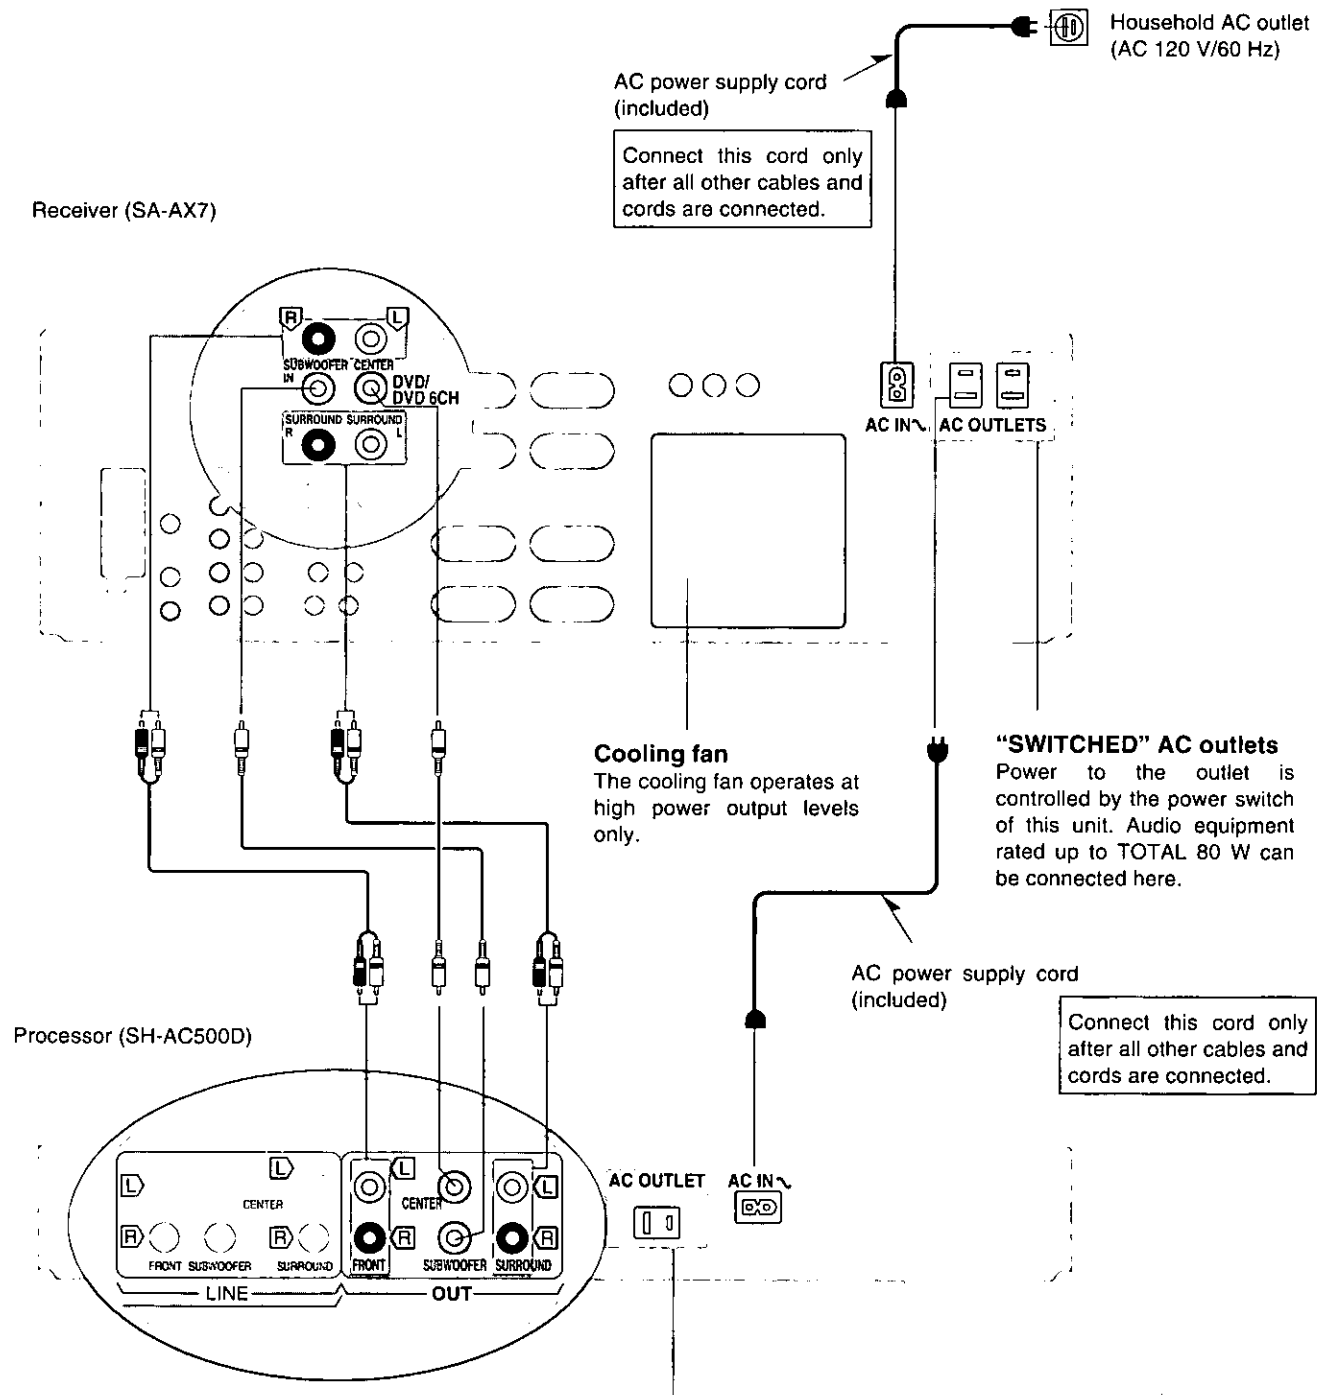 Household AC outlet
(AC 120 V/60 Hz)
AC power supply cord
(included)
Connect this cord only
after all other cables and
cords are connected.
Receiver (SA-AX7)
R
L
SUBWOOFER CENTER
IN
DVD/
DVD 6CH
SURROUND SURROUND
R L
AC IN
AC OUTLETS
Cooling fan
The cooling fan operates at
high power output levels
only.
“SWITCHED” AC outlets
Power to the outlet is
controlled by the power switch
of this unit. Audio equipment
rated up to TOTAL 80 W can
be connected here.
AC power supply cord
(included)
Connect this cord only
after all other cables and
cords are connected.
Processor (SH-AC500D)
L
L
CENTER
R
R
FRONT SUBWOOFER SURROUND
LINE
L
CENTER
L
R
R
FRONT SUBWOOFER SURROUND
OUT
AC OUTLET
AC IN